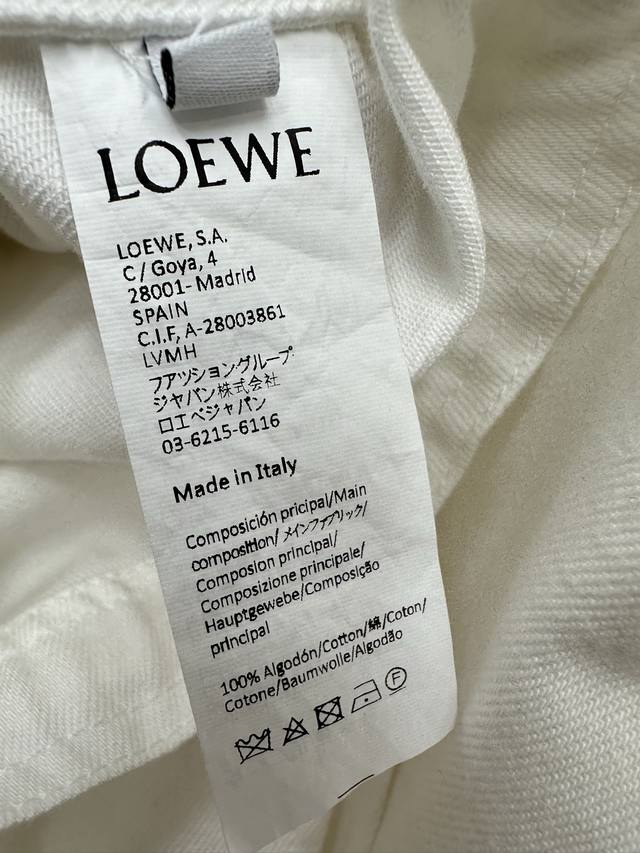 LOEWE
LOEWE, S.A.
C / Goya, 4
28001- Madrid
SPAIN
C.I.F, A-28003861
LVMH
フアツション・グループ・
ジャパン株式会社
ロエベジャパン
03-6215-6116
Made in Italy
Composición pricipal/Main
composition/ メインファブリック/
Composion principal/
Composizione principale/
Hauptgewebe/Composição
principal
100% Algodón/Cotton/綿/Coton/
Cotone/Baumwolle/Algodão
F